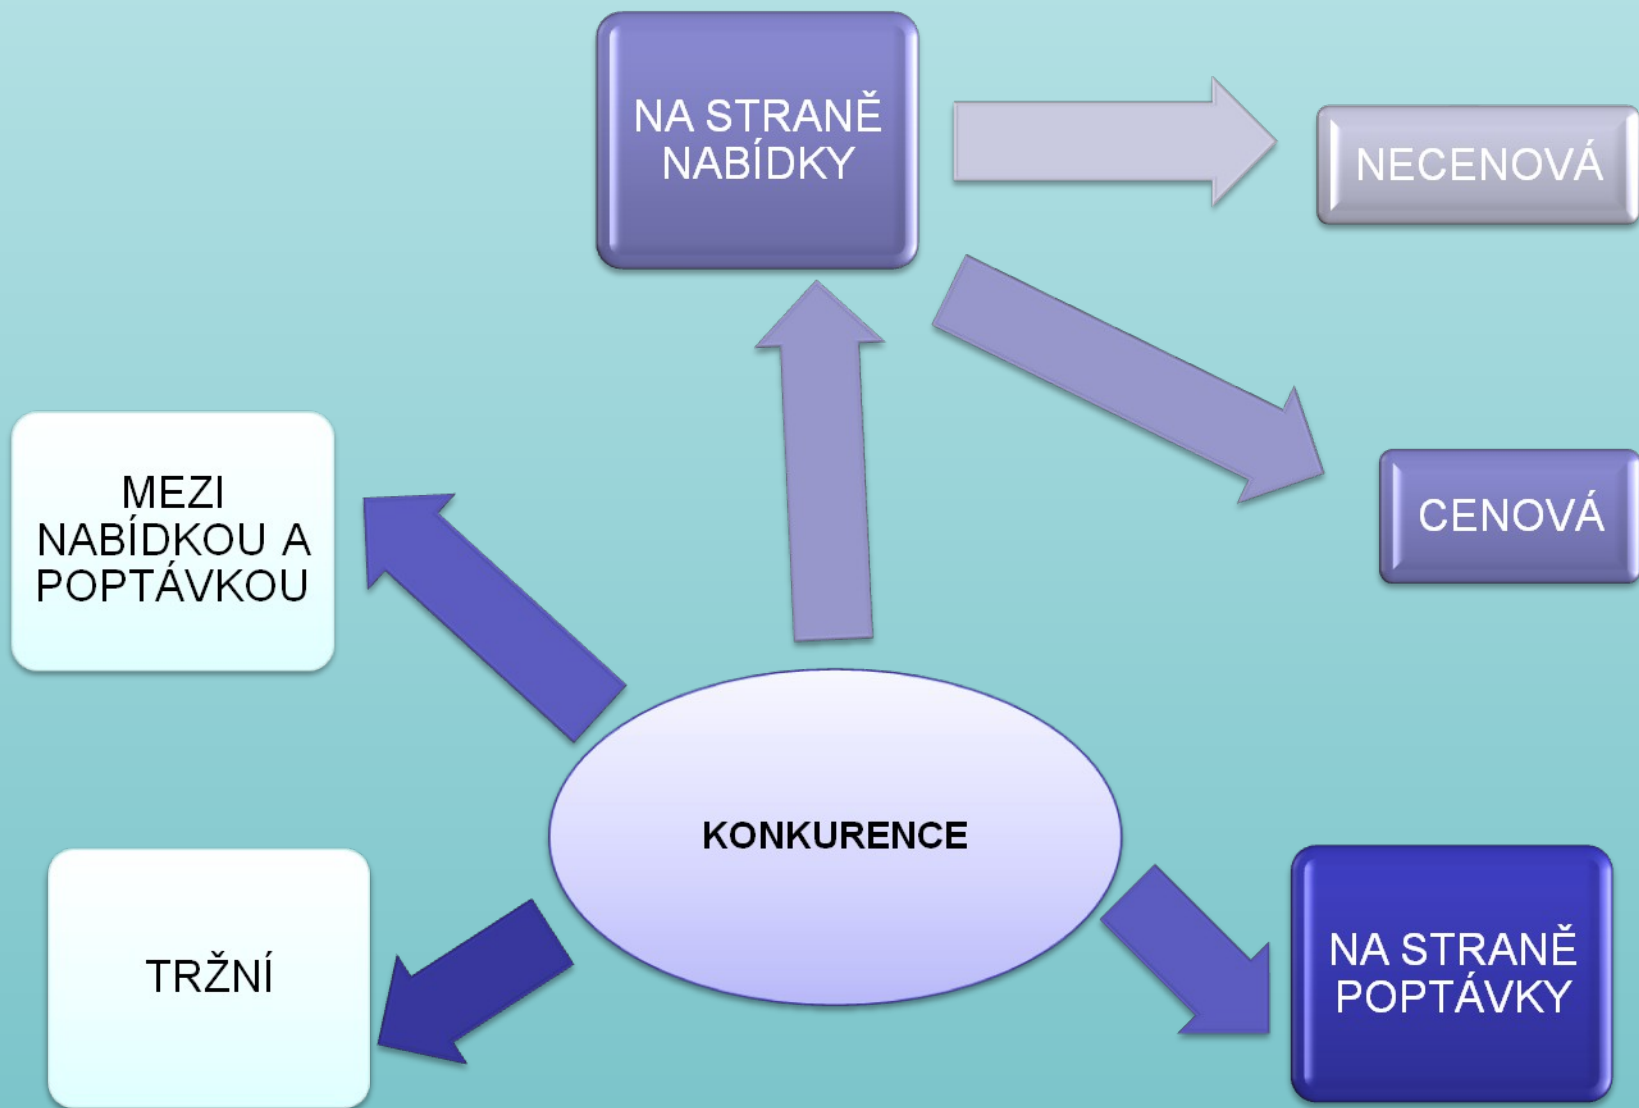 NA STRANĚ
NABÍDKY
NECENOVÁ
CENOVÁ
MEZI
NABÍDKOU A
POPTÁVKOU
KONKURENCE
TRŽNÍ
NA STRANĚ
POPTÁVKY